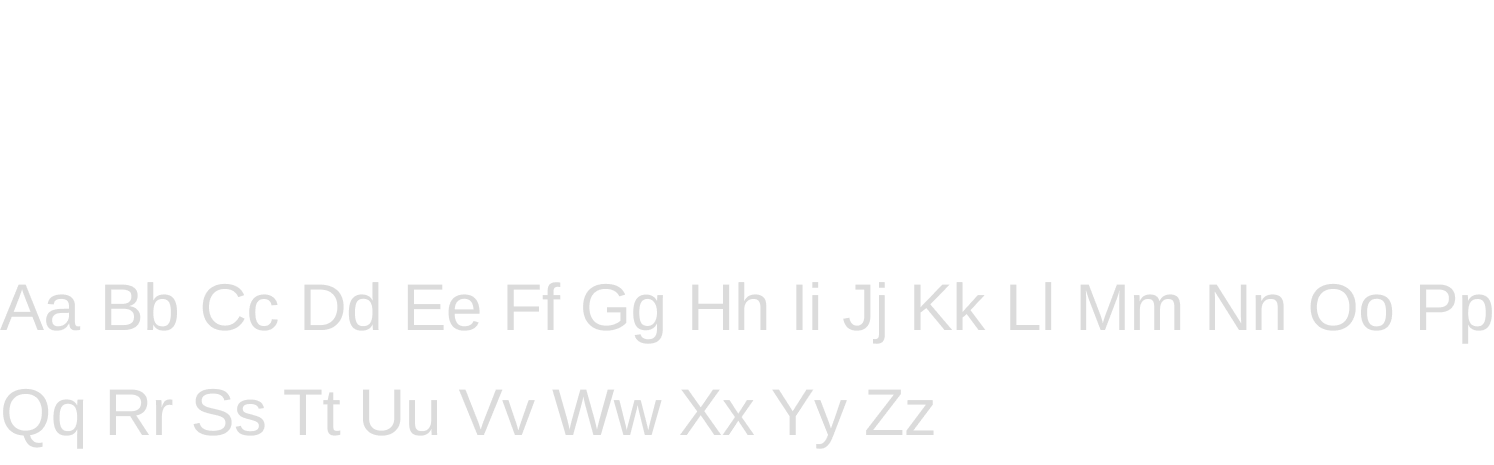 Aa Bb Cc Dd Ee Ff Gg Hh Ii Jj Kk Ll Mm Nn Oo Pp
Qq Rr Ss Tt Uu Vv Ww Xx Yy Zz